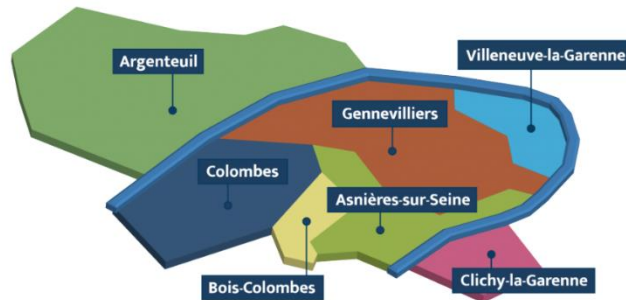 Villeneuve-la-Garenne
Argenteuil
Gennevilliers
Colombes
Asnières-sur-Seine
Bois-Colombes
Clichy-la-Garenne